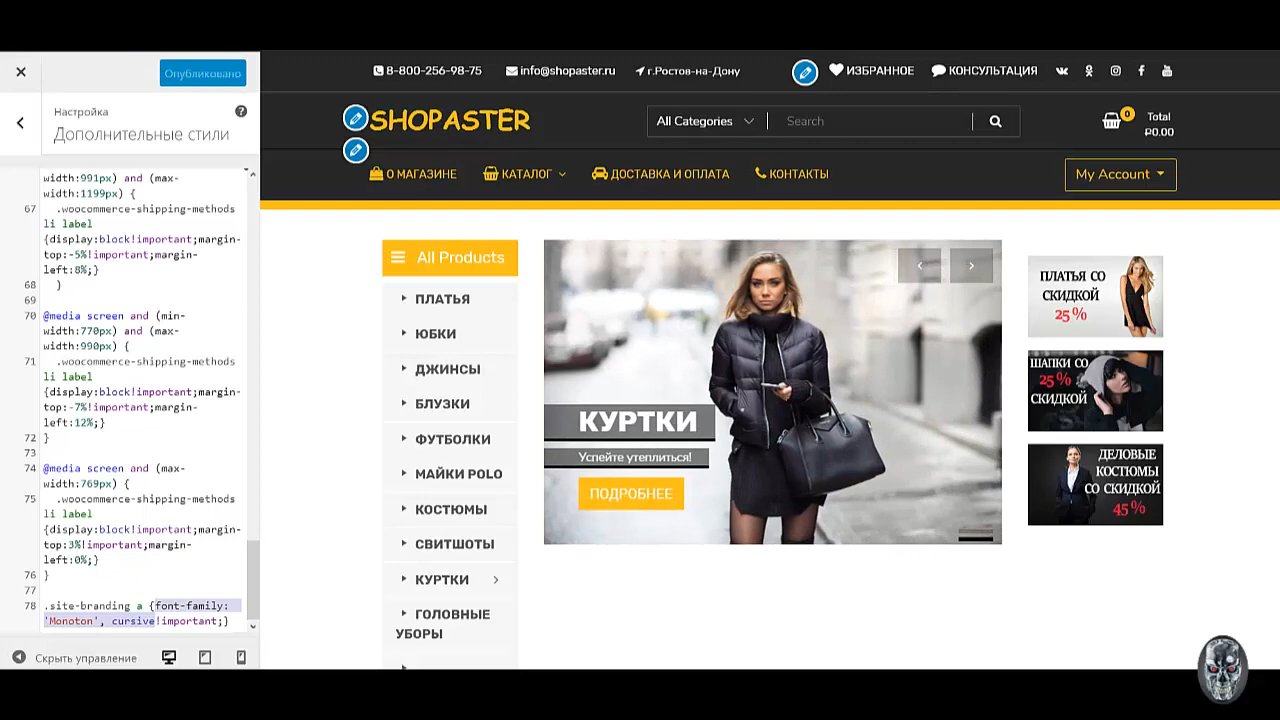 Опубликовано
Настройка
Дополнительные стили
width:991px) and (max-
width:1199px) {
67 .woocommerce-shipping-methods
li label
{display:block!important;margin-
top:-5%!important;margin-
left:8%;}
68 }
69
70 @media screen and (min-
width:770px) and (max-
width:990px) {
71 .woocommerce-shipping-methods
li label
{display:block!important;margin-
top:-7%!important;margin-
left:12%;}
72 }
73
74 @media screen and (max-
width:769px) {
75 .woocommerce-shipping-methods
li label
{display:block!important;margin-
top:3%!important;margin-
left:0%;}
76 }
77
78 .site-branding a {font-family:
'Monoton', cursive!important;}
Скрыть управление
8-800-256-98-75 info@shopaster.ru г.Ростов-на-Дону ИЗБРАННОЕ КОНСУЛЬТАЦИЯ
SHOPASTER
All Categories Search
0 Total
₽0.00
О МАГАЗИНЕ КАТАЛОГ ДОСТАВКА И ОПЛАТА КОНТАКТЫ My Account
All Products
ПЛАТЬЯ
ЮБКИ
ДЖИНСЫ
БЛУЗКИ
ФУТБОЛКИ
МАЙКИ POLO
КОСТЮМЫ
СВИТШОТЫ
КУРТКИ
ГОЛОВНЫЕ
УБОРЫ
КУРТКИ
Успейте утеплиться!
ПОДРОБНЕЕ
ПЛАТЬЯ СО
СКИДКОЙ
25%
ШАПКИ СО
25%
СКИДКОЙ
ДЕЛОВЫЕ
КОСТЮМЫ
СО СКИДКОЙ
45%